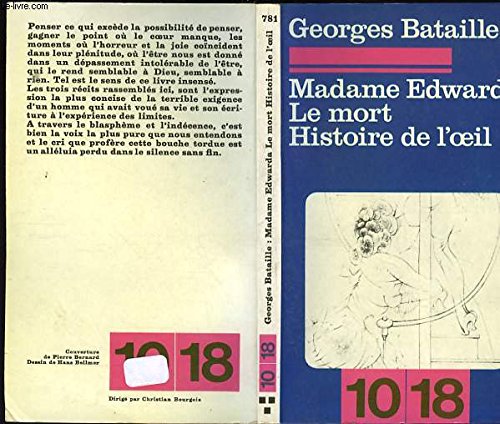 Penser ce qui excède la possibilité de penser,
gagner le point où le cœur manque, les
moments où l'horreur et la joie coïncident
dans leur plénitude, où l'être nous est donné
dans un dépassement intolérable de l'être,
qui le rend semblable à Dieu, semblable à
rien. Tel est le sens de ce livre insensé.
Les trois récits rassemblés ici, sont l'expres-
sion la plus concise de la terrible exigence
d'un homme qui avait voué sa vie et son écri-
ture à l'expérience des limites.
A travers le blasphème et l'indécence, c'est
bien la voix la plus pure que nous entendons
et le cri que profère cette bouche tordue est
un alléluia perdu dans le silence sans fin.
Couverture
de Pierre Bernard
Dessin de Hans Bellmer
10 18
Dirigé par Christian Bourgois
781
Georges Bataille : Madame Edwarda Le mort Histoire de l'œil
10 18
Georges Bataille
Madame Edward
Le mort
Histoire de l'œil
10 18